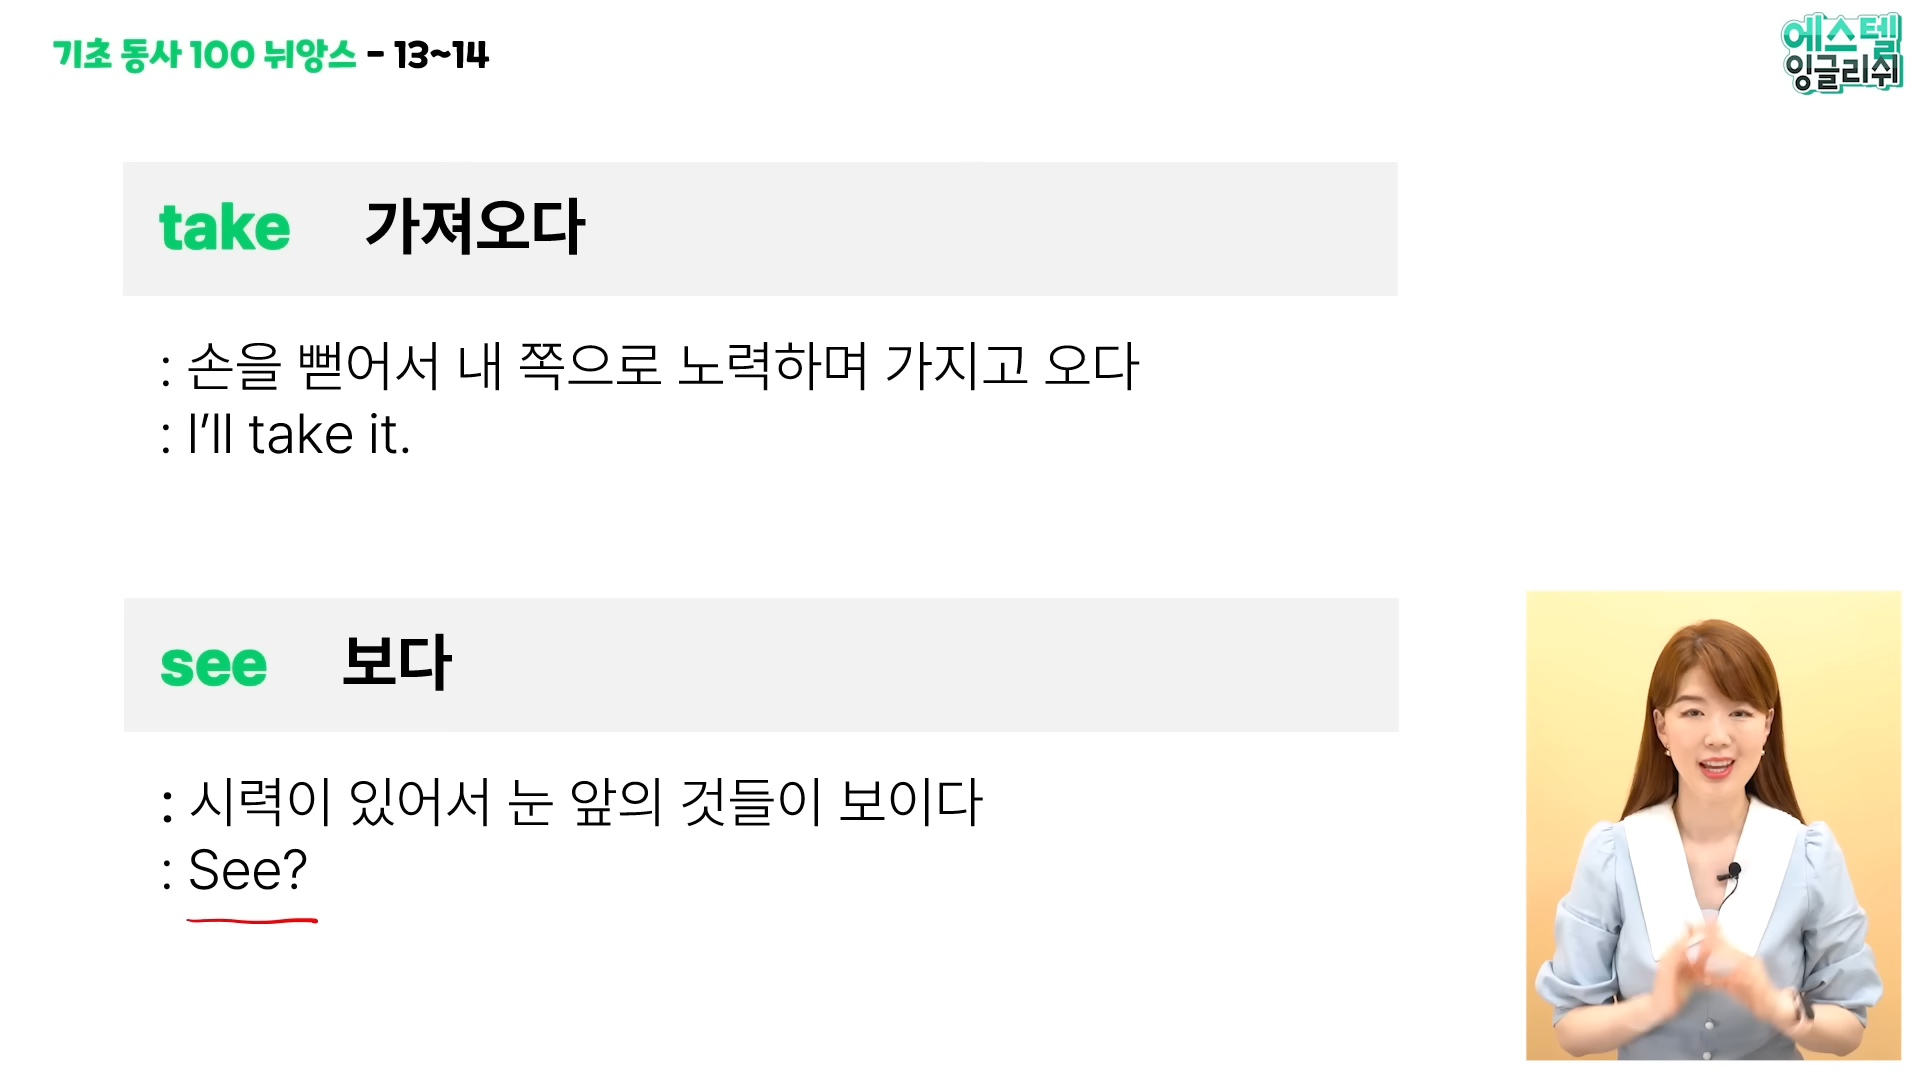 기초 동사 100 뉘앙스 - 13~14
에스텔
잉글리쉬
take 가져오다
: 손을 뻗어서 내 쪽으로 노력하며 가지고 오다
: I'll take it.
see 보다
: 시력이 있어서 눈 앞의 것들이 보이다
: See?